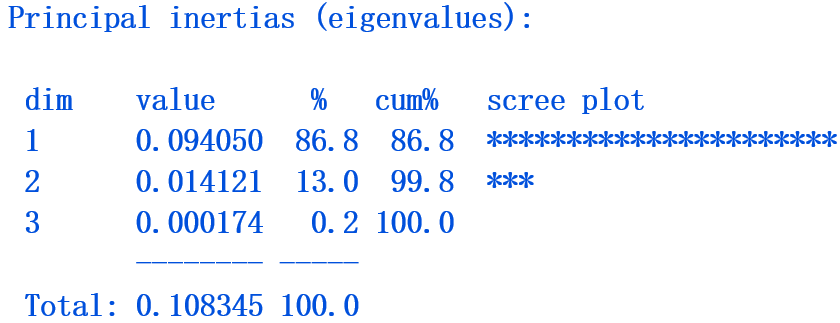 Principal inertias (eigenvalues):
dim value % cum% scree plot
1 0.094050 86.8 86.8 **********************
2 0.014121 13.0 99.8 ***
3 0.000174 0.2 100.0
-------- -----
Total: 0.108345 100.0